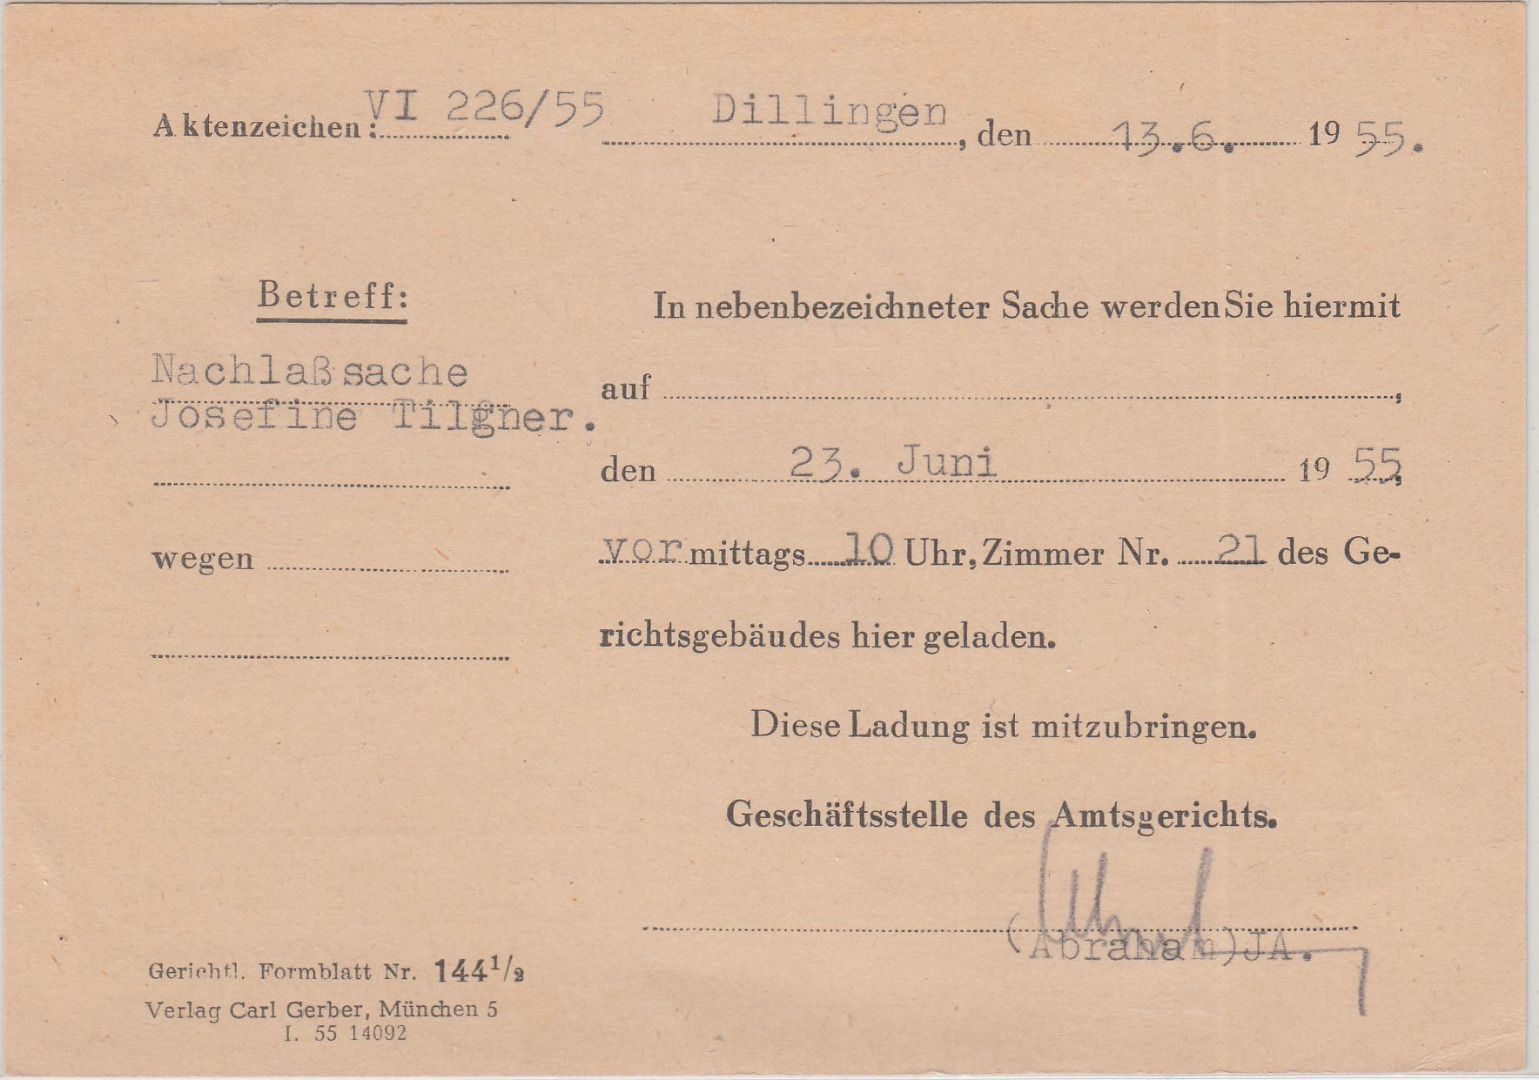 Aktenzeichen: VI 226/55 Dillingen, den 13.6. 1955.
Betreff:
Nachlaßsache
Josefine Tilgner.
wegen
In nebenbezeichneter Sache werden Sie hiermit
auf ,
den 23. Juni 1955,
vormittags 10 Uhr, Zimmer Nr. 21 des Ge-
richtsgebäudes hier geladen.
Diese Ladung ist mitzubringen.
Geschäftsstelle des Amtsgerichts.
(Abraham)JA.
Gerichtl. Formblatt Nr. 144 1/2
Verlag Carl Gerber, München 5
I. 55 14092